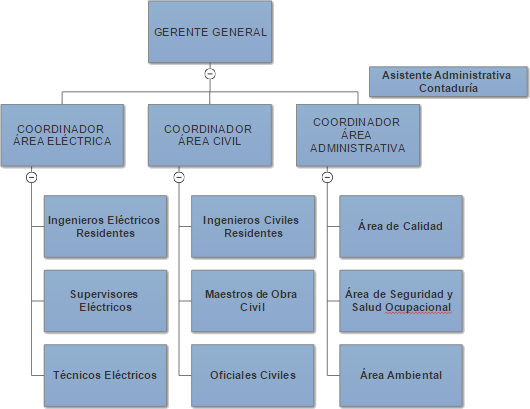 GERENTE GENERAL
Asistente Administrativa
Contaduría
COORDINADOR
ÁREA ELÉCTRICA
COORDINADOR
ÁREA CIVIL
COORDINADOR
ÁREA
ADMINISTRATIVA
Ingenieros Eléctricos
Residentes
Ingenieros Civiles
Residentes
Área de Calidad
Supervisores
Eléctricos
Maestros de Obra
Civil
Área de Seguridad y
Salud Ocupacional
Técnicos Eléctricos
Oficiales Civiles
Área Ambiental